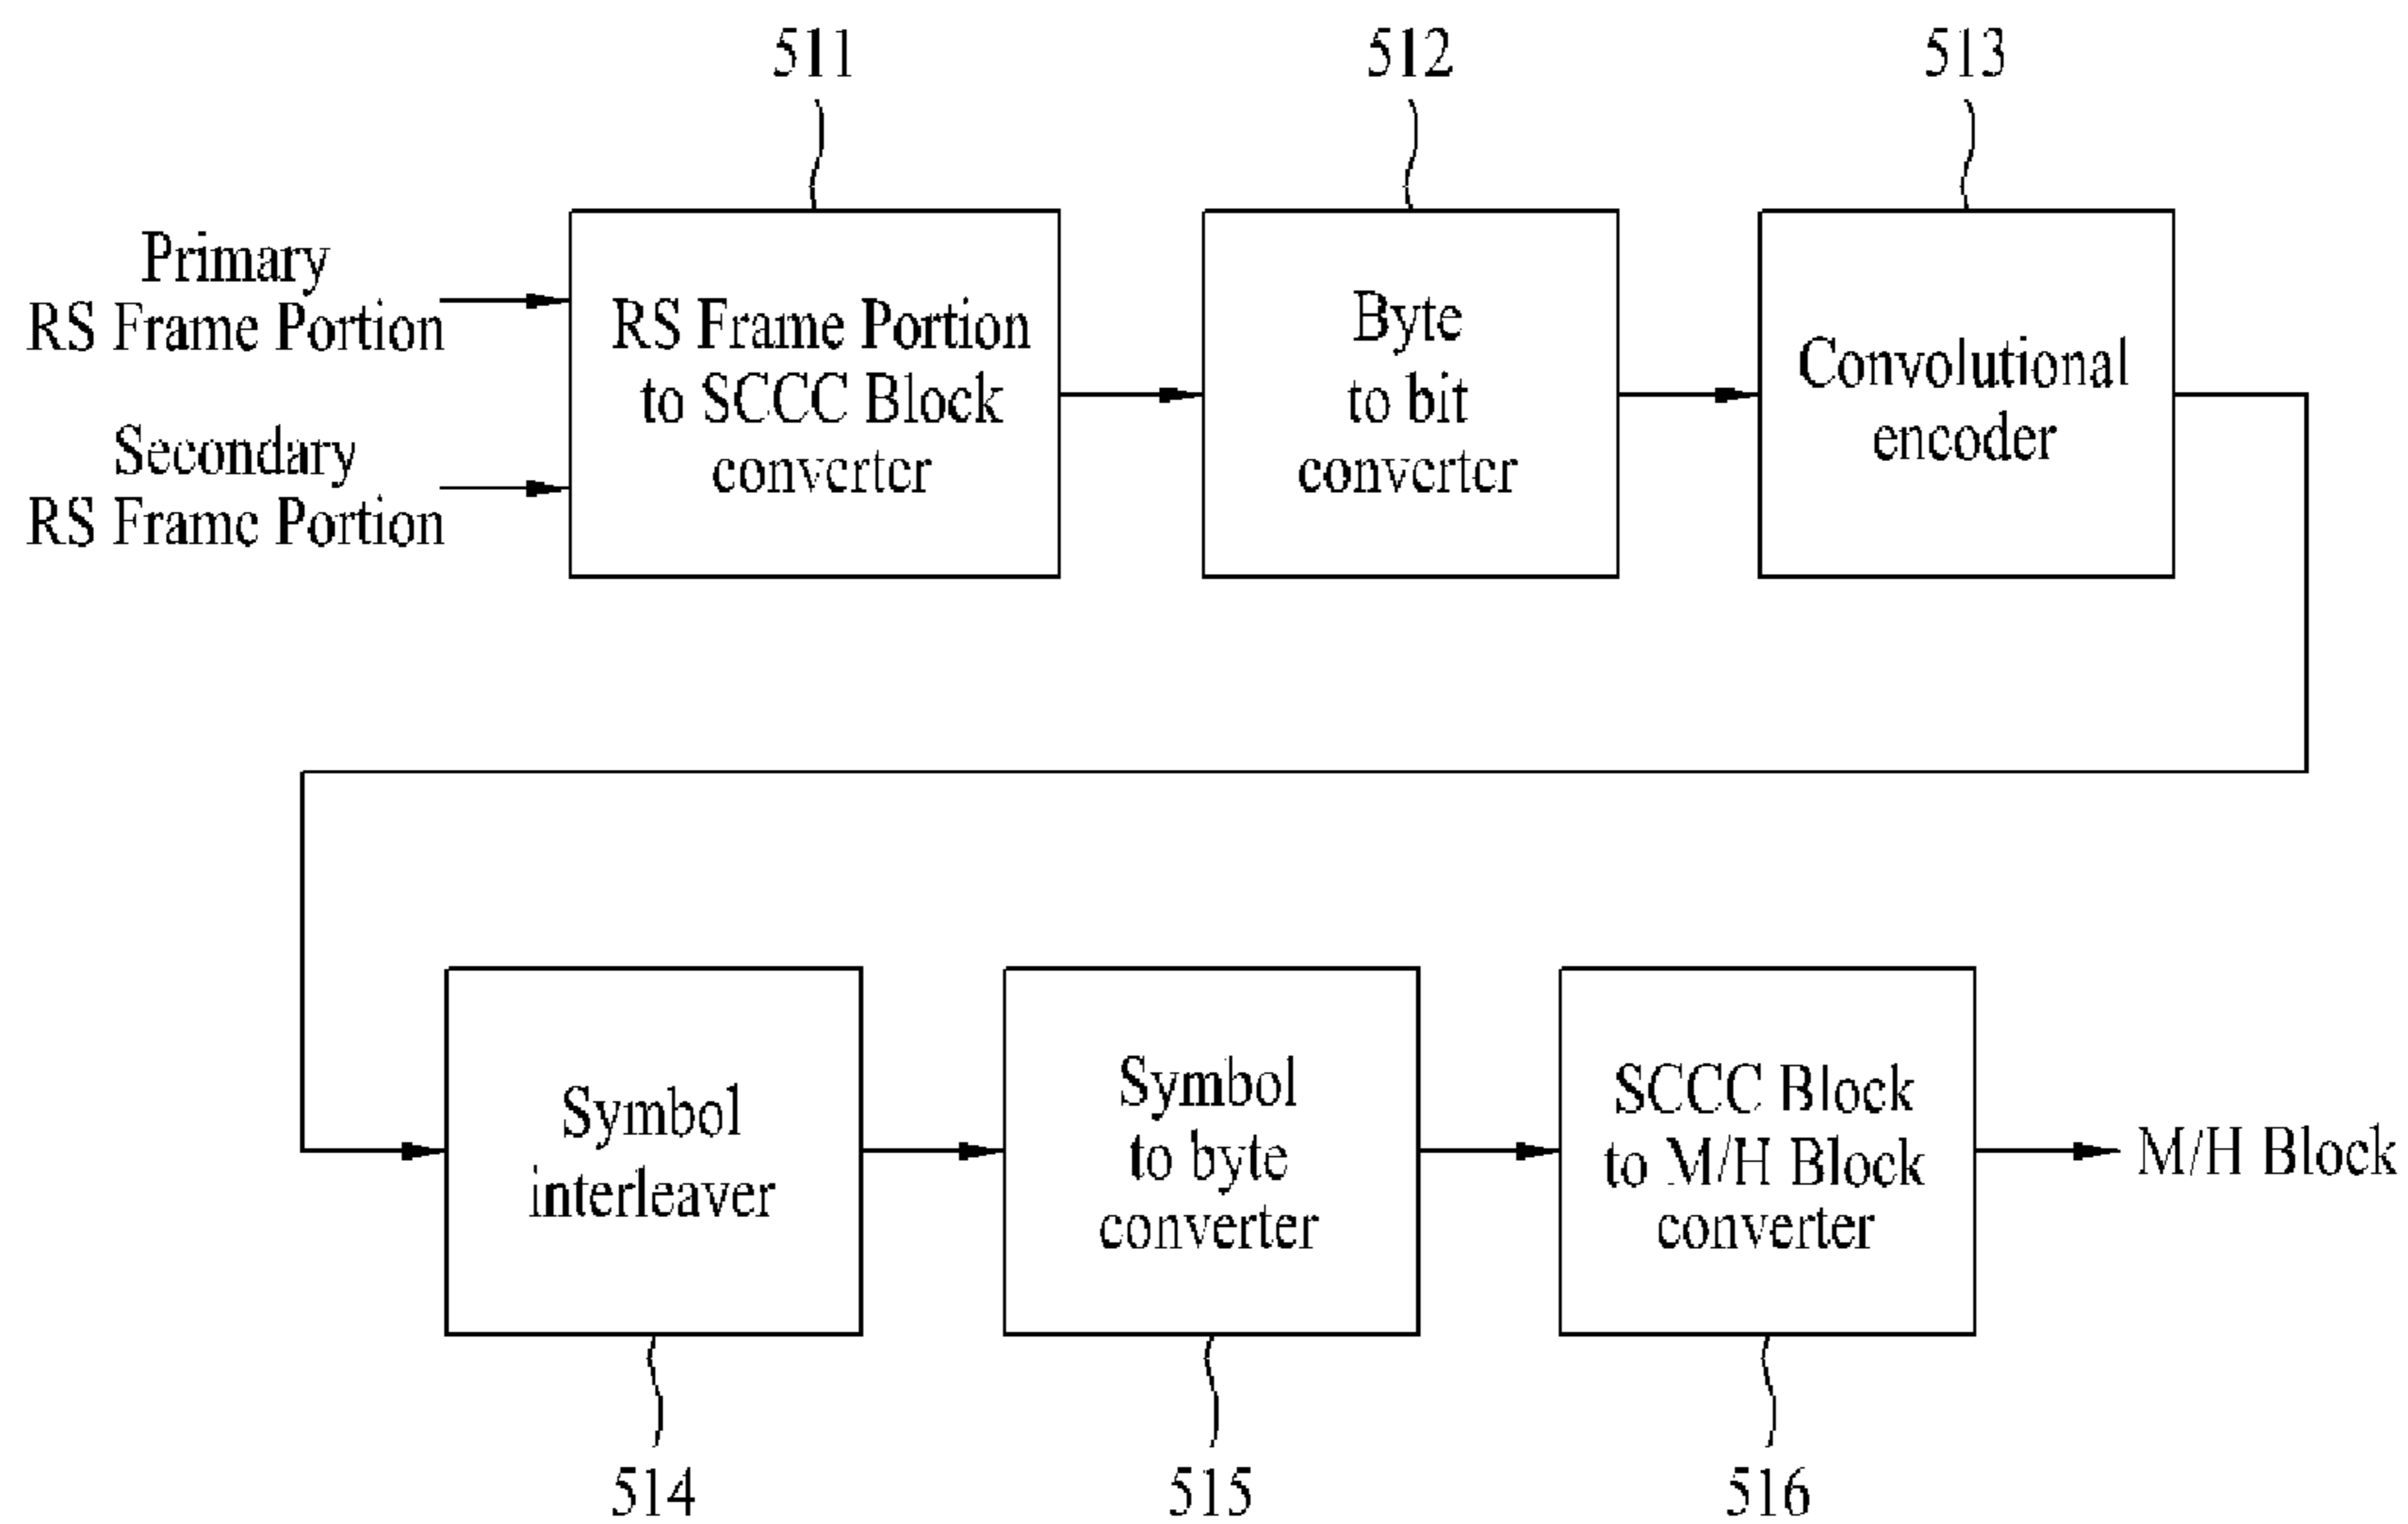 511
512
513
Primary
RS Frame Portion
Secondary
RS Frame Portion
RS Frame Portion
to SCCC Block
converter
Byte
to bit
converter
Convolutional
encoder
Symbol
interleaver
Symbol
to byte
converter
SCCC Block
to M/H Block
converter
M/H Block
514
515
516